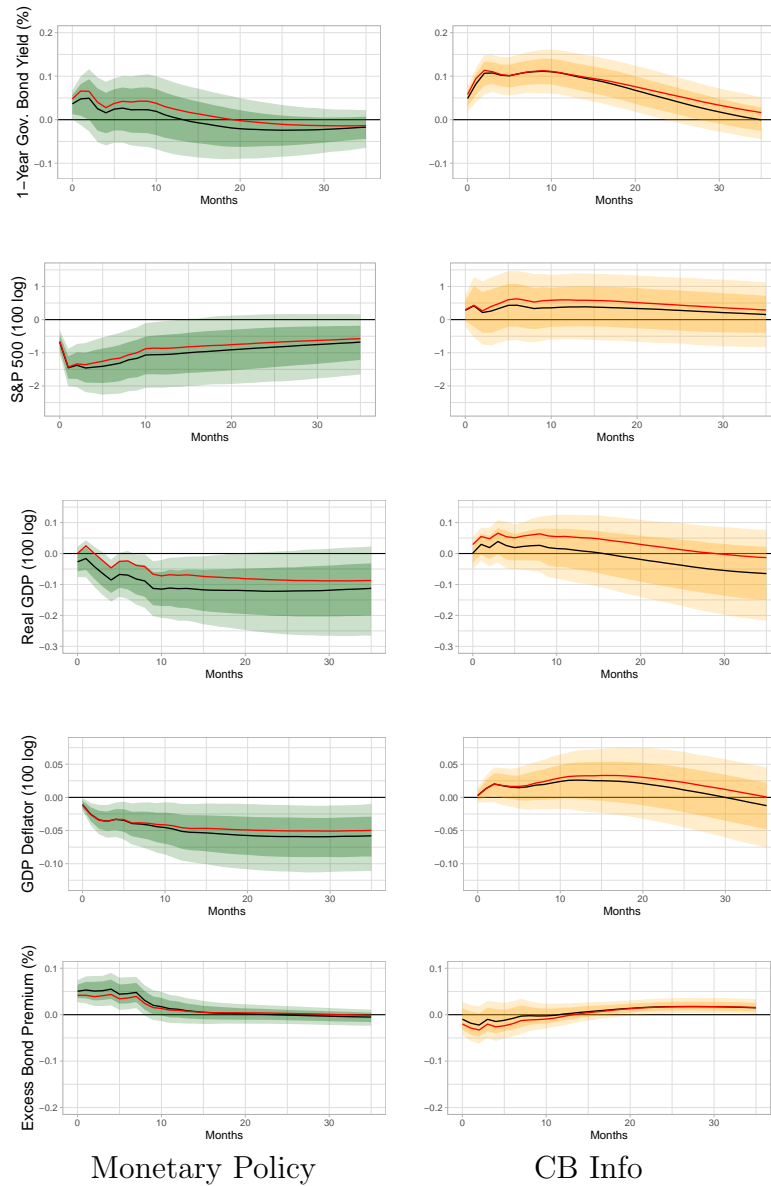 1−Year Gov. Bond Yield (%)
0.2
0.1
0.0
−0.1
0 10 20 30
Months
0.2
0.1
0.0
−0.1
0 10 20 30
Months
S&P 500 (100 log)
1
0
−1
−2
0 10 20 30
Months
1
0
−1
−2
0 10 20 30
Months
Real GDP (100 log)
0.1
0.0
−0.1
−0.2
−0.3
0 10 20 30
Months
0.1
0.0
−0.1
−0.2
−0.3
0 10 20 30
Months
GDP Deflator (100 log)
0.05
0.00
−0.05
−0.10
0 10 20 30
Months
0.05
0.00
−0.05
−0.10
0 10 20 30
Months
Excess Bond Premium (%)
0.1
0.0
−0.1
−0.2
0 10 20 30
Months
0.1
0.0
−0.1
−0.2
0 10 20 30
Months
Monetary Policy
CB Info